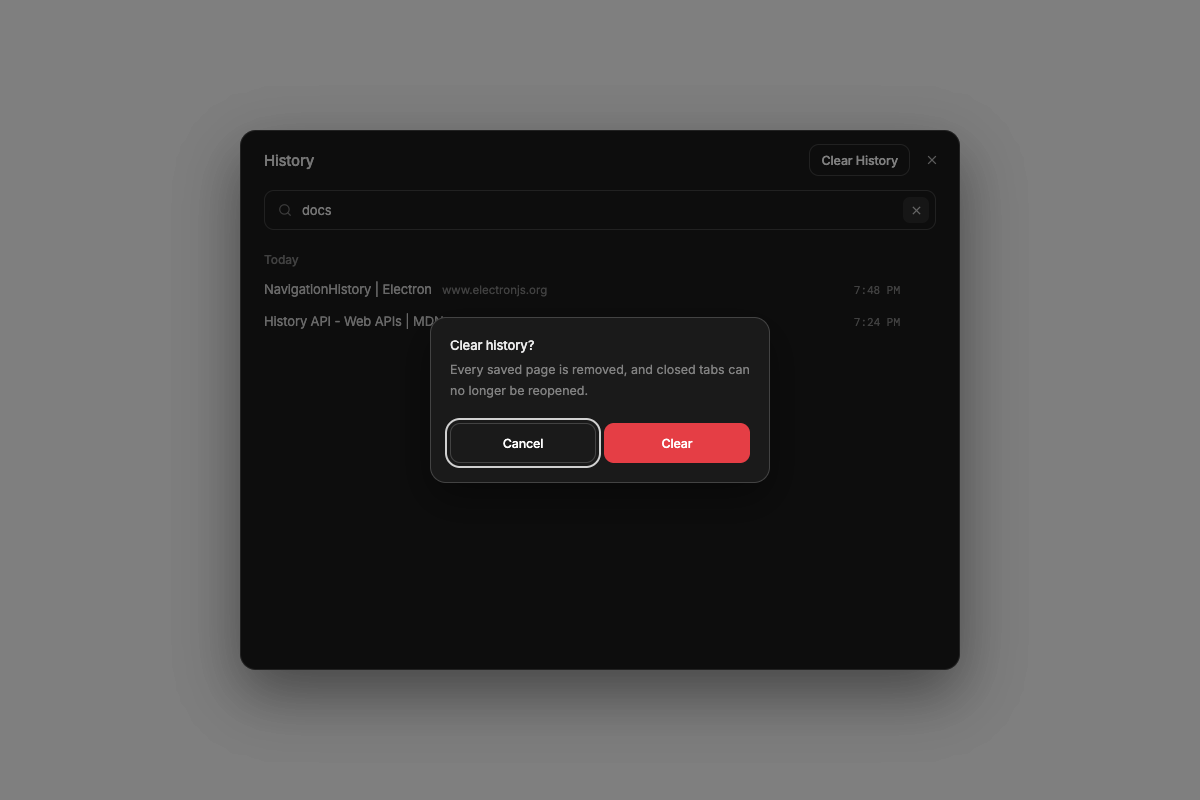 History
Clear History
docs
Today
NavigationHistory | Electron www.electronjs.org 7:48 PM
History API - Web APIs | MDN 7:24 PM
Clear history?
Every saved page is removed, and closed tabs can
no longer be reopened.
Cancel Clear